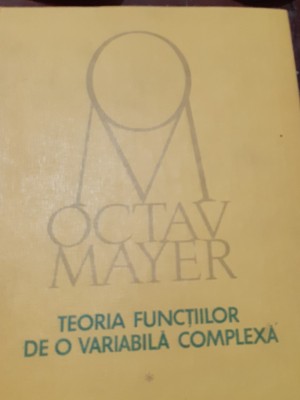 OCTAV
MAYER
TEORIA FUNCȚIILOR
DE O VARIABILĂ COMPLEXĂ
*